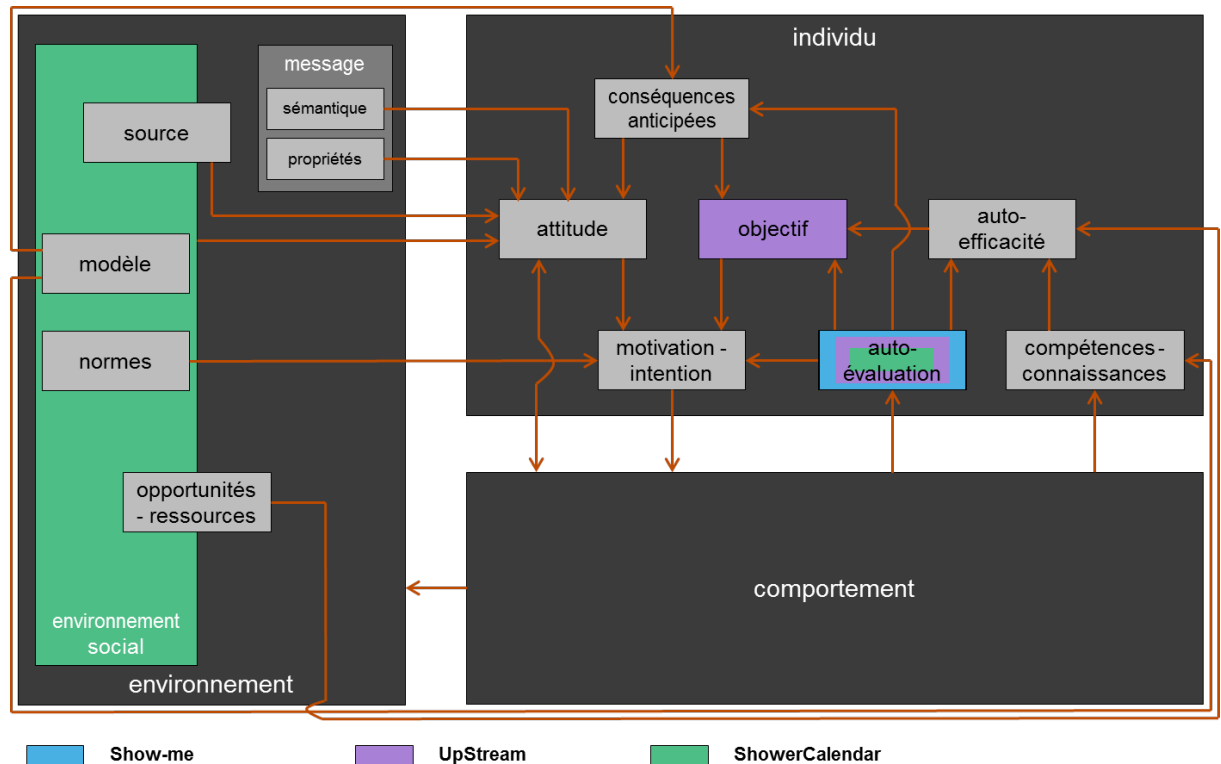 individu
message
sémantique
propriétés
source
modèle
normes
opportunités
- ressources
environnement
social
environnement
conséquences
anticipées
attitude
objectif
auto-
efficacité
motivation -
intention
auto-
évaluation
compétences -
connaissances
comportement
Show-me
UpStream
ShowerCalendar